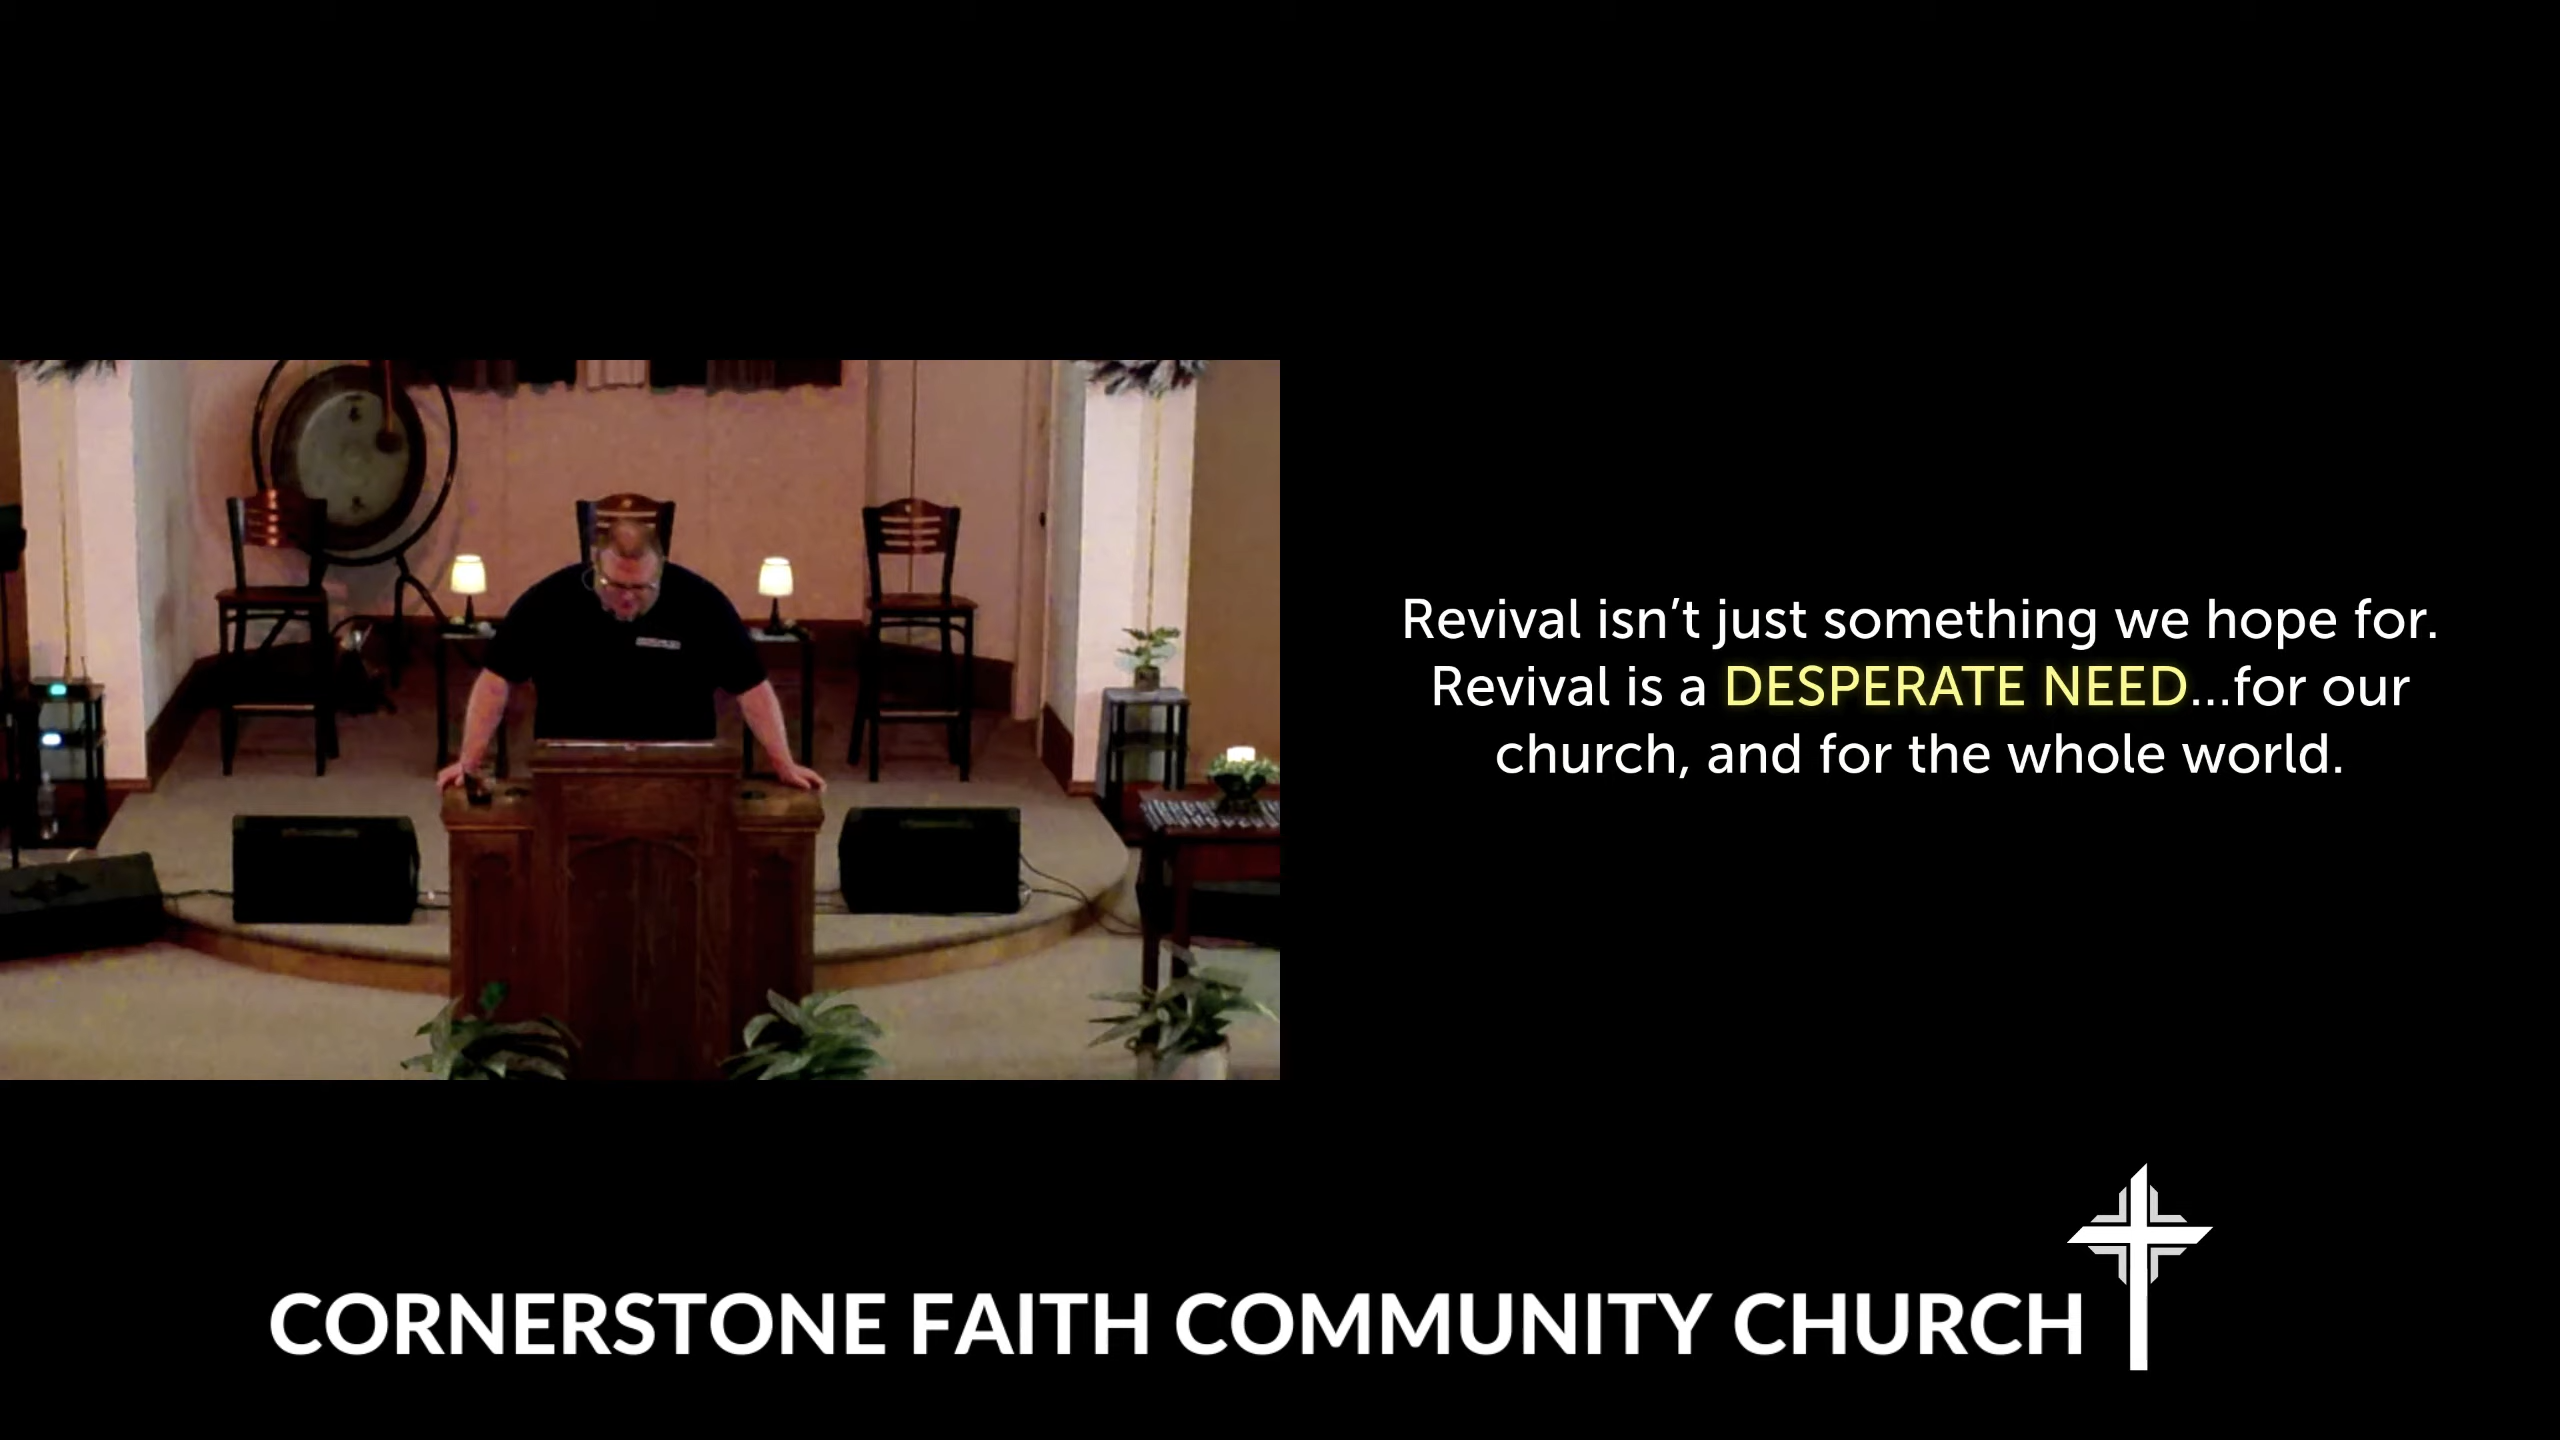 Revival isn’t just something we hope for.
Revival is a DESPERATE NEED...for our
church, and for the whole world.
CORNERSTONE FAITH COMMUNITY CHURCH